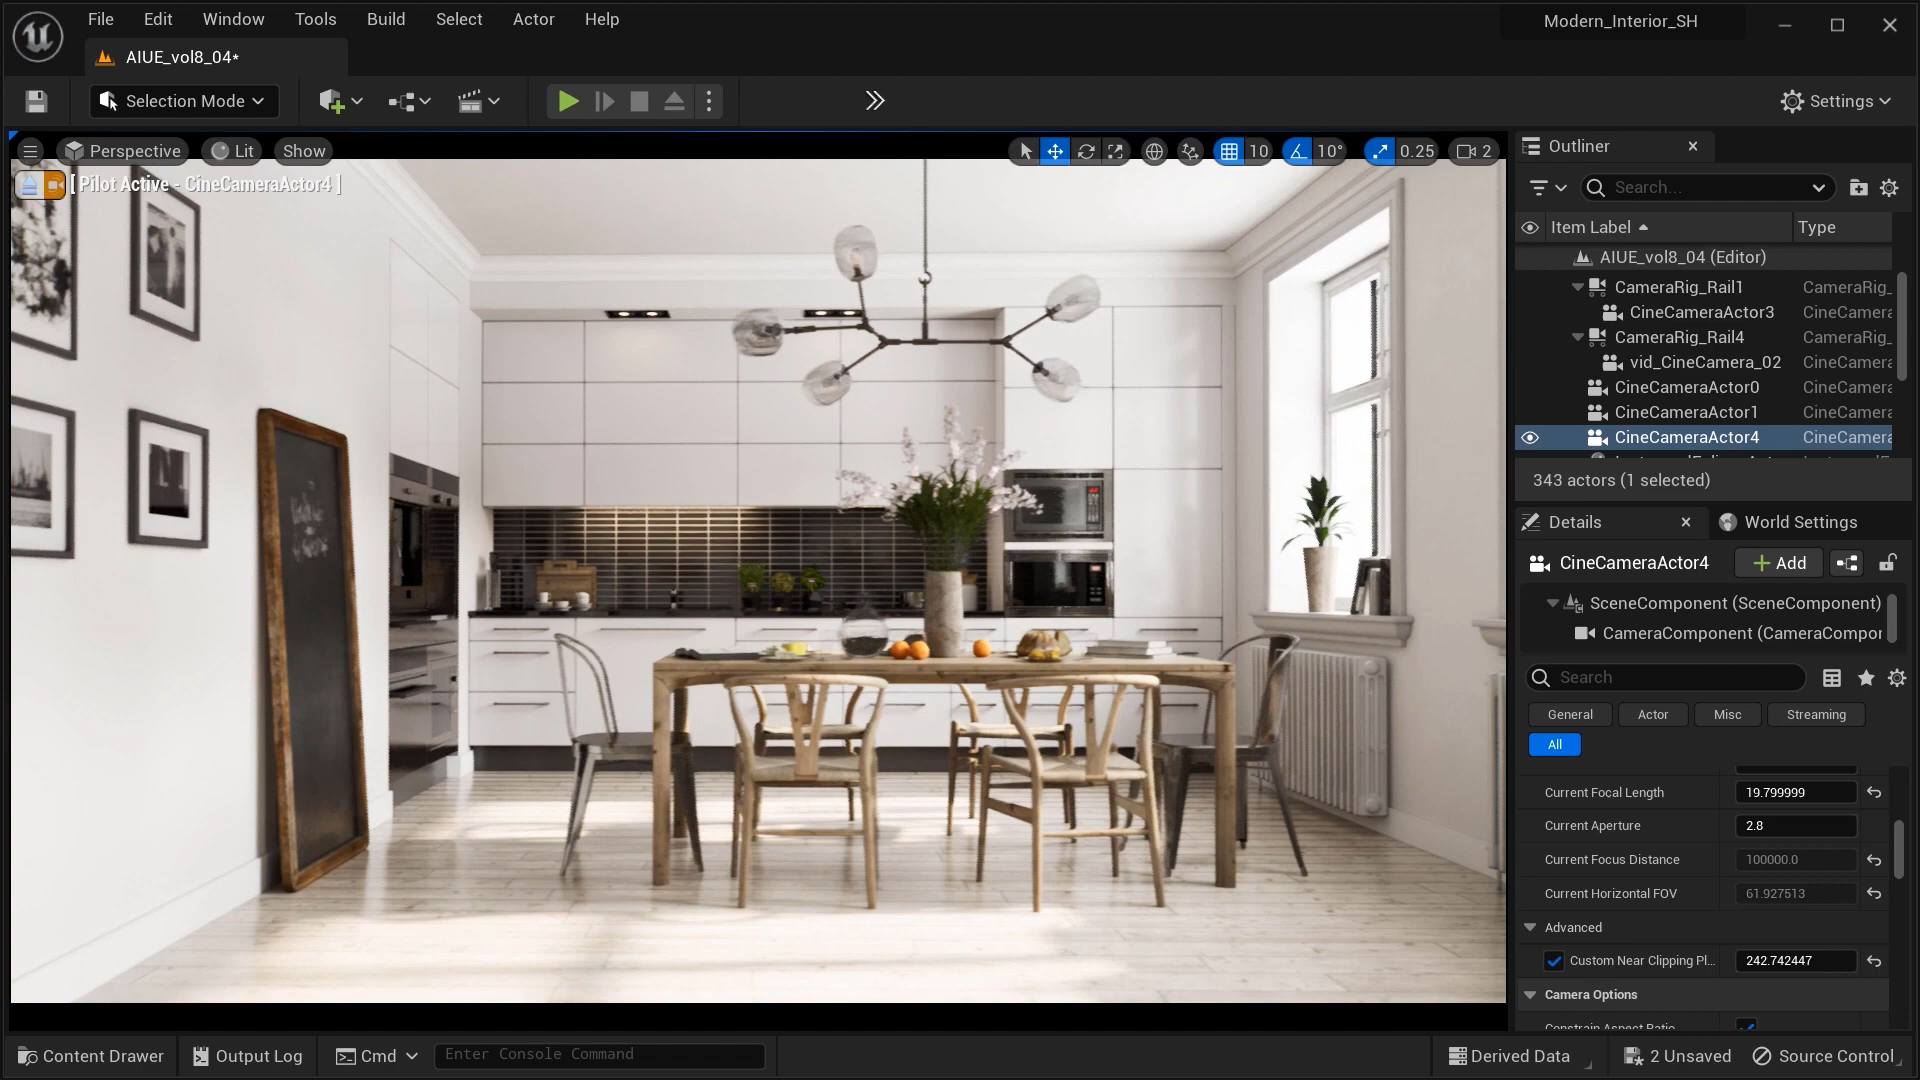 File Edit Window Tools Build Select Actor Help
Modern_Interior_SH
AIUE_vol8_04*
Selection Mode
Settings
Perspective Lit Show
10 10° 0.25 2
[ Pilot Active - CineCameraActor4 ]
Outliner
Search...
Item Label Type
AIUE_vol8_04 (Editor)
CameraRig_Rail1 CameraRig_
CineCameraActor3 CineCamera
CameraRig_Rail4 CameraRig_
vid_CineCamera_02 CineCamera
CineCameraActor0 CineCamera
CineCameraActor1 CineCamera
CineCameraActor4 CineCamera
343 actors (1 selected)
Details World Settings
CineCameraActor4 Add
SceneComponent (SceneComponent)
CameraComponent (CameraCompor
Search
General Actor Misc Streaming
All
Current Focal Length 19.799999
Current Aperture 2.8
Current Focus Distance 100000.0
Current Horizontal FOV 61.927513
Advanced
Custom Near Clipping Pl... 242.742447
Camera Options
Constrain Aspect Ratio
Content Drawer Output Log Cmd Enter Console Command Derived Data 2 Unsaved Source Control